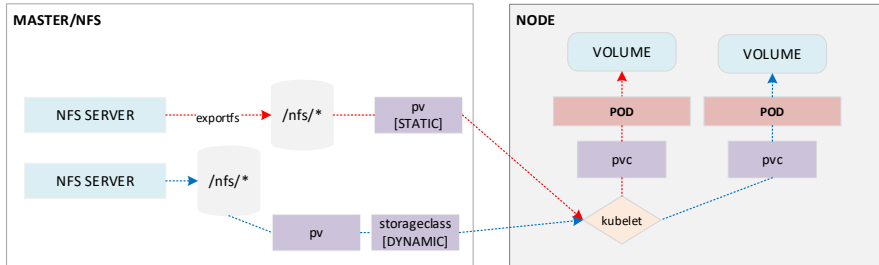 MASTER/NFS
NODE
VOLUME
VOLUME
NFS SERVER
exportfs
/nfs/*
pv
[STATIC]
POD
POD
NFS SERVER
/nfs/*
pvc
pvc
pv
storageclass
[DYNAMIC]
kubelet